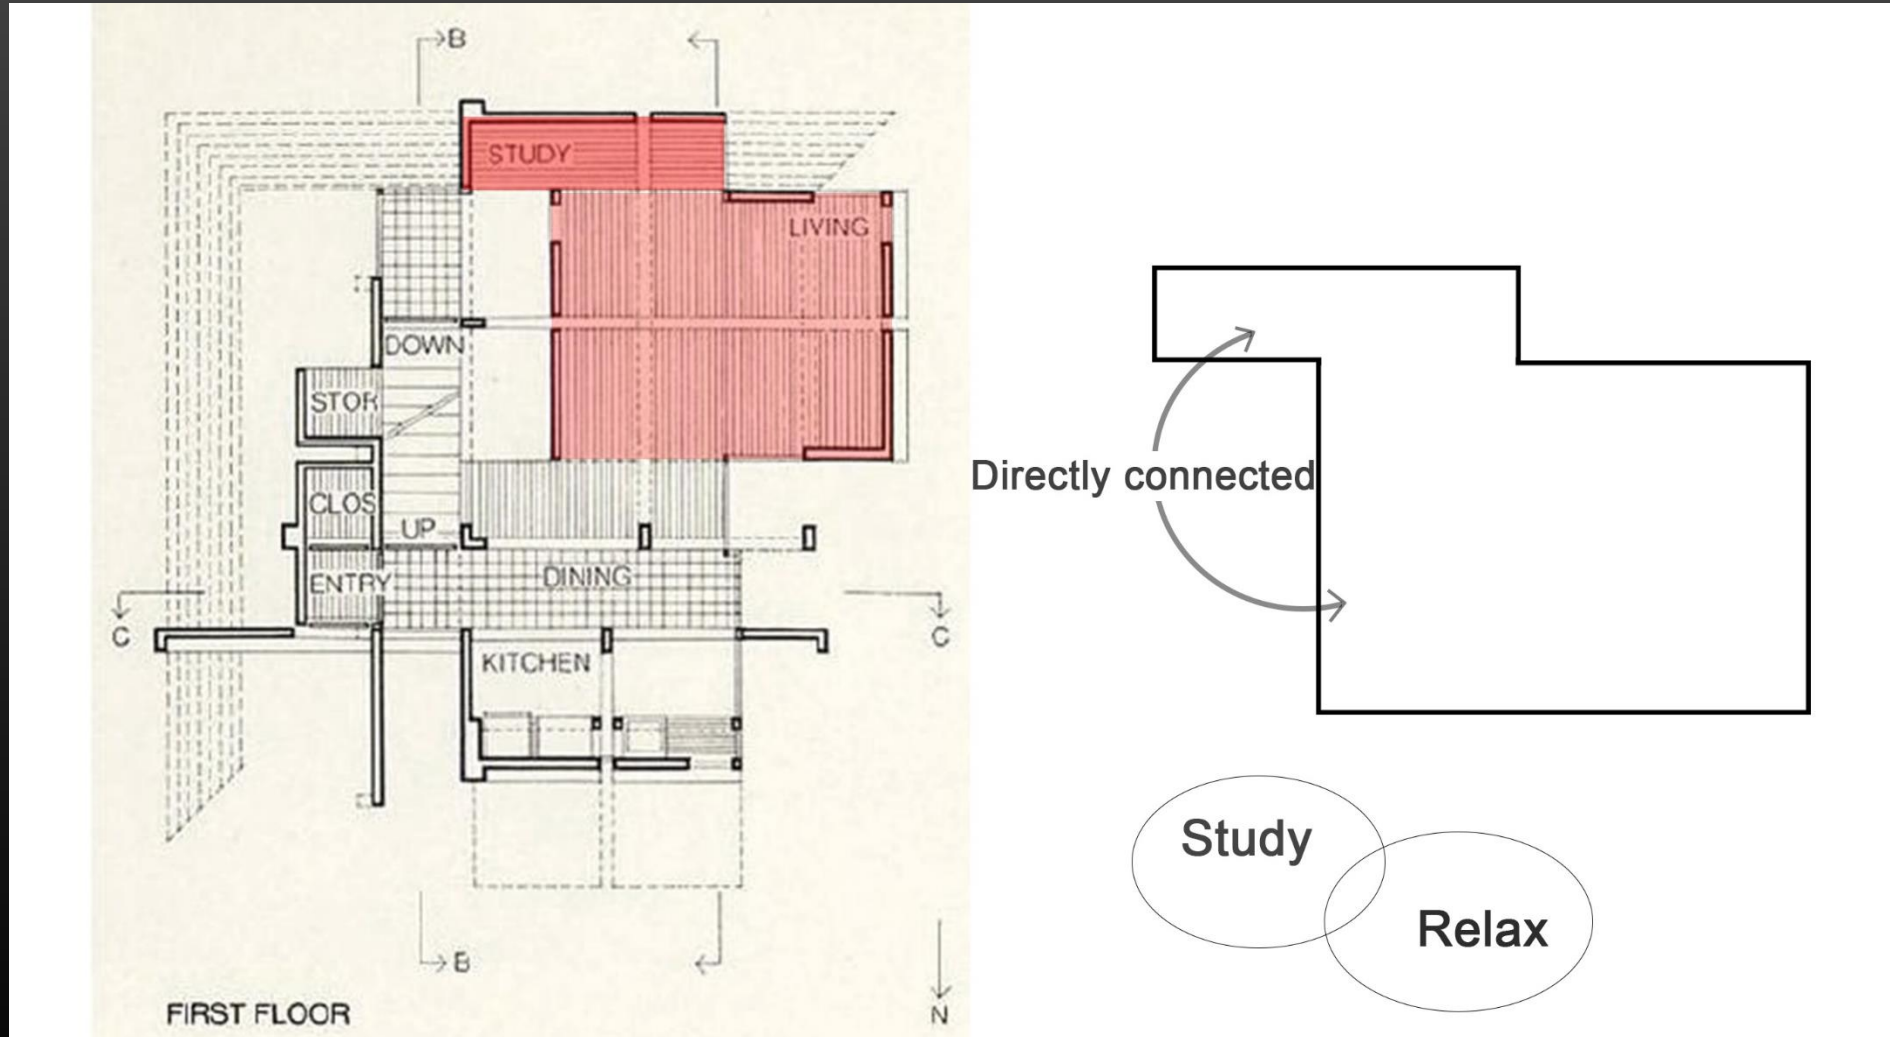 B
STUDY
LIVING
DOWN
STOR
CLOS
UP
ENTRY
DINING
C
C
KITCHEN
B
FIRST FLOOR
N
Directly connected
Study
Relax